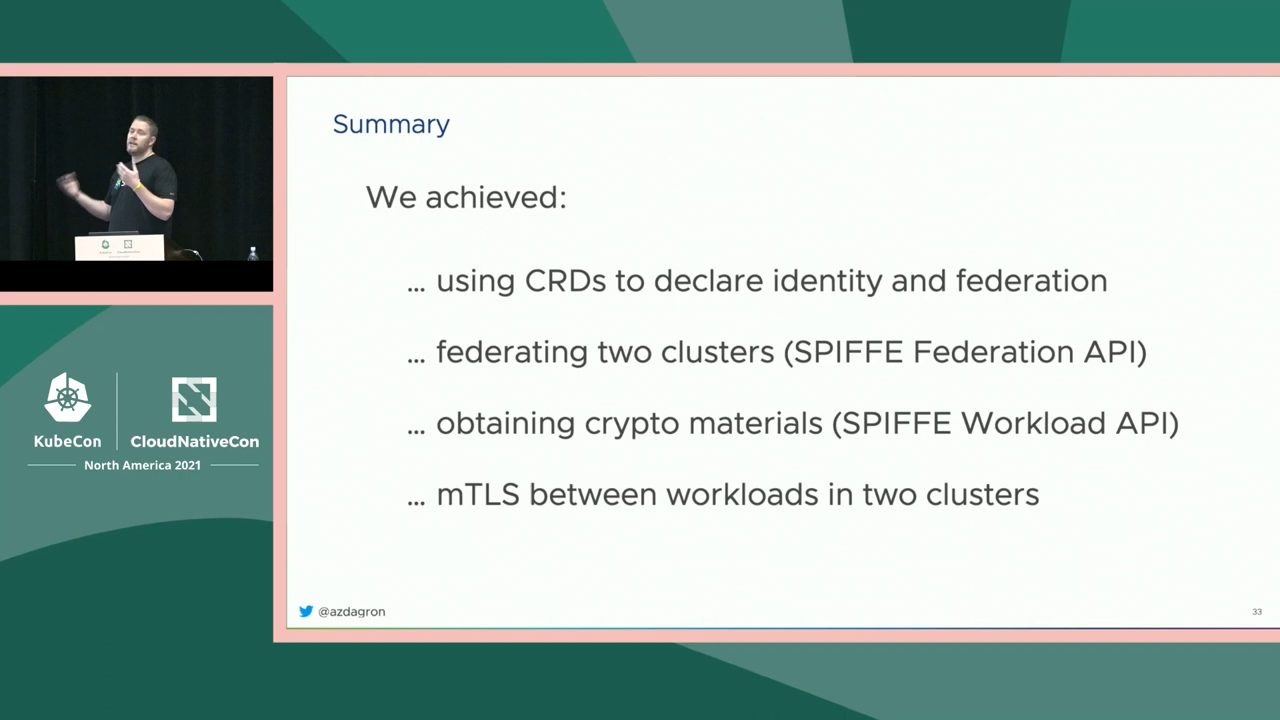 Summary
We achieved:
... using CRDs to declare identity and federation
... federating two clusters (SPIFFE Federation API)
... obtaining crypto materials (SPIFFE Workload API)
... mTLS between workloads in two clusters
@azdagron
33
KubeCon
CloudNativeCon
North America 2021